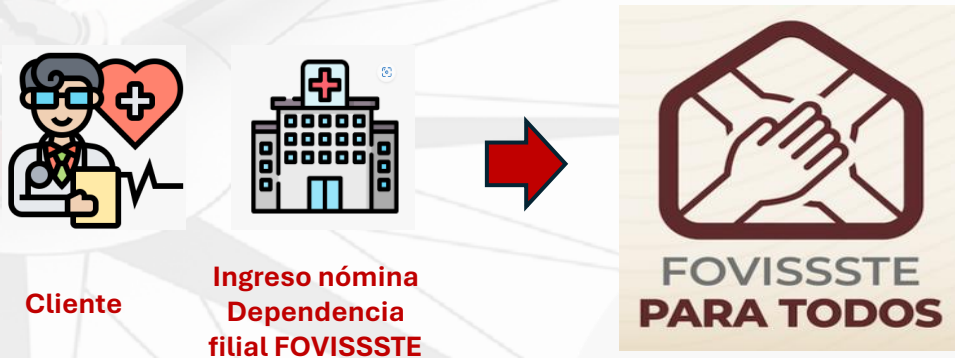 Cliente
Ingreso nómina
Dependencia
filial FOVISSSTE
FOVISSSTE
PARA TODOS